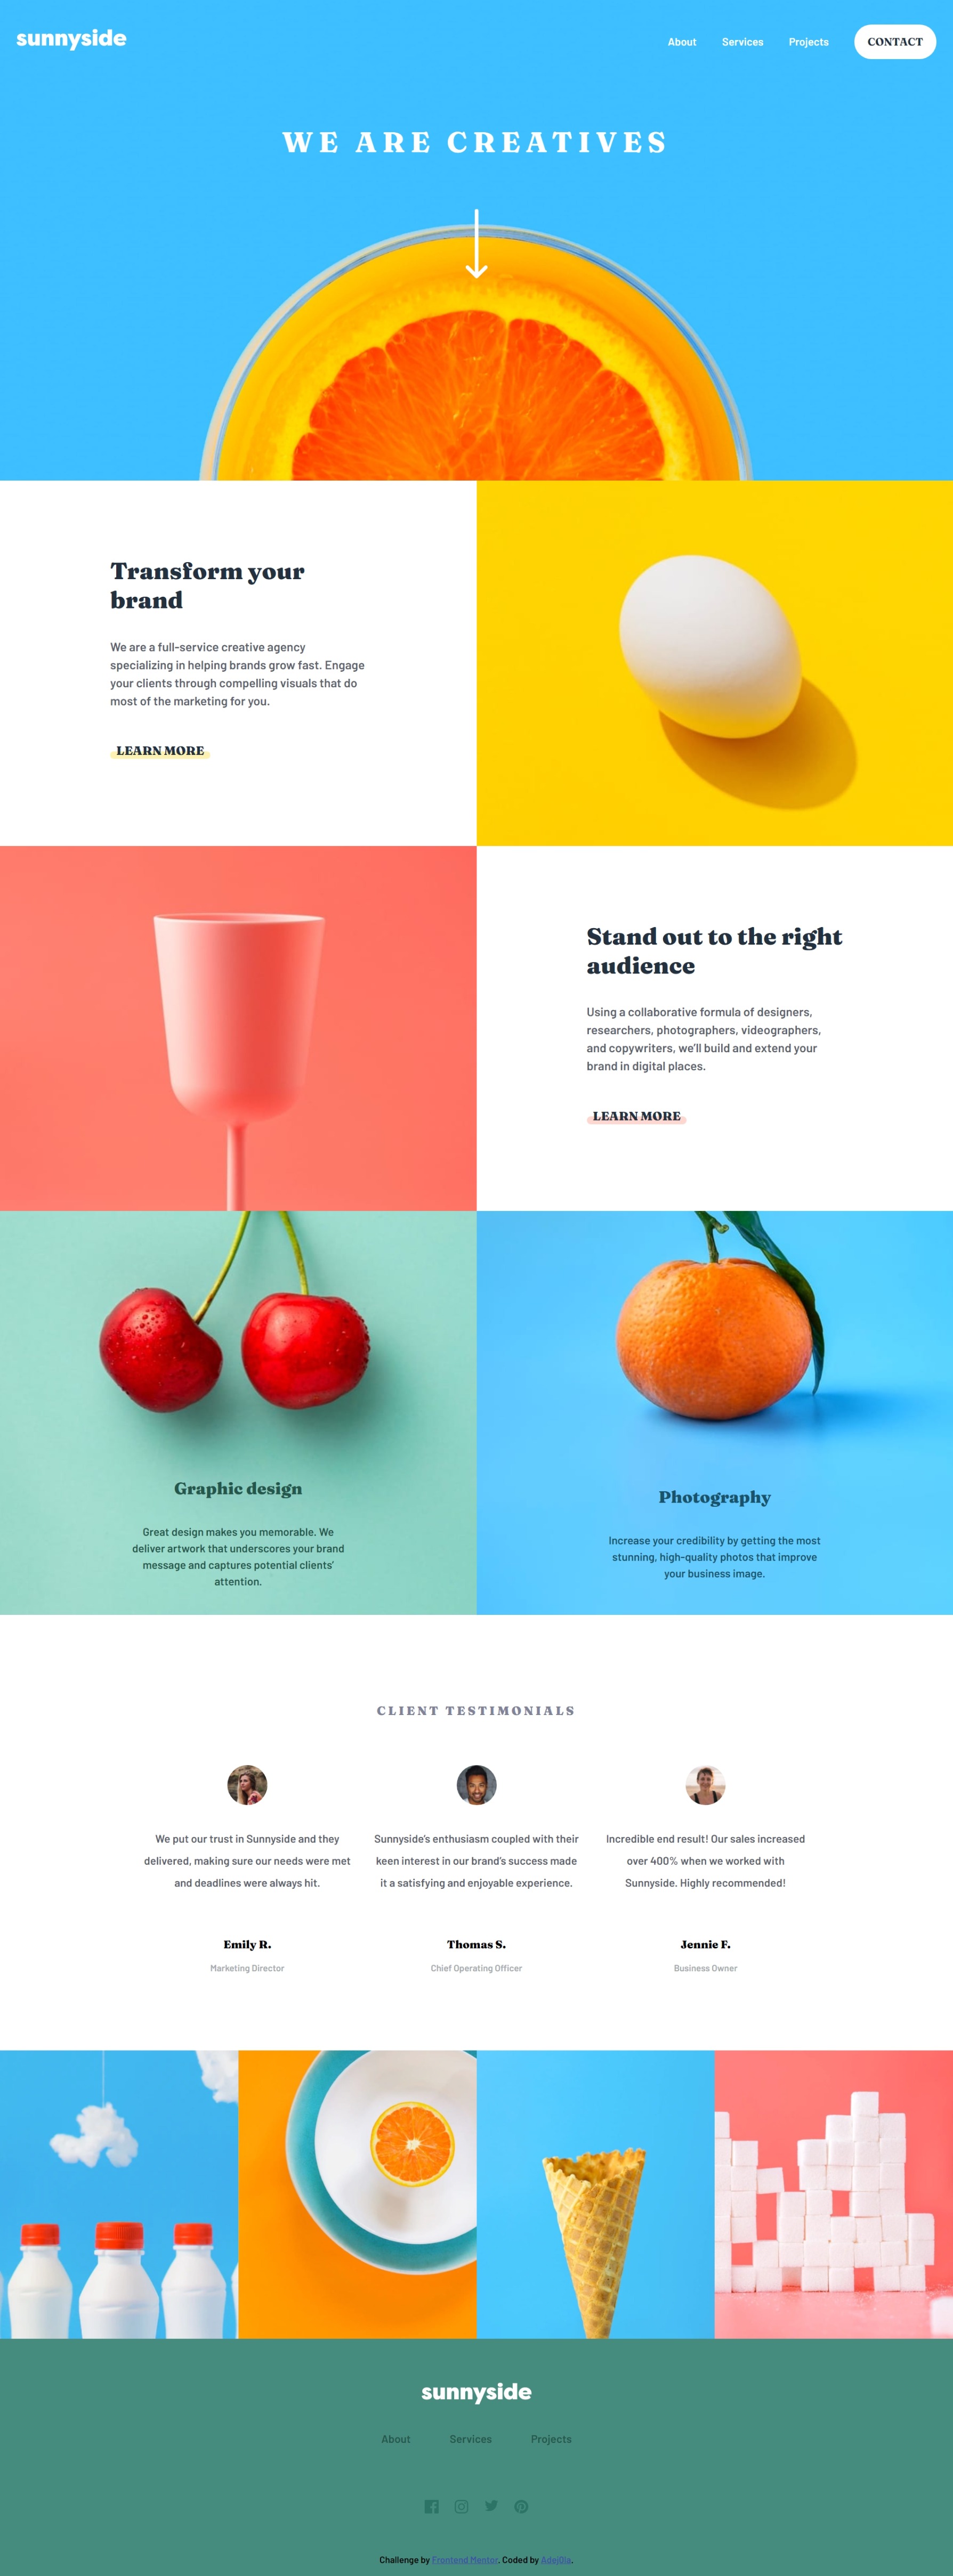 sunnyside
About Services Projects CONTACT
WE ARE CREATIVES
Transform your
brand
We are a full-service creative agency
specializing in helping brands grow fast. Engage
your clients through compelling visuals that do
most of the marketing for you.
LEARN MORE
Stand out to the right
audience
Using a collaborative formula of designers,
researchers, photographers, videographers,
and copywriters, we'll build and extend your
brand in digital places.
LEARN MORE
Graphic design
Great design makes you memorable. We
deliver artwork that underscores your brand
message and captures potential clients'
attention.
Photography
Increase your credibility by getting the most
stunning, high-quality photos that improve
your business image.
CLIENT TESTIMONIALS
We put our trust in Sunnyside and they
delivered, making sure our needs were met
and deadlines were always hit.
Emily R.
Marketing Director
Sunnyside's enthusiasm coupled with their
keen interest in our brand's success made
it a satisfying and enjoyable experience.
Thomas S.
Chief Operating Officer
Incredible end result! Our sales increased
over 400% when we worked with
Sunnyside. Highly recommended!
Jennie F.
Business Owner
sunnyside
About Services Projects
Challenge by Frontend Mentor. Coded by